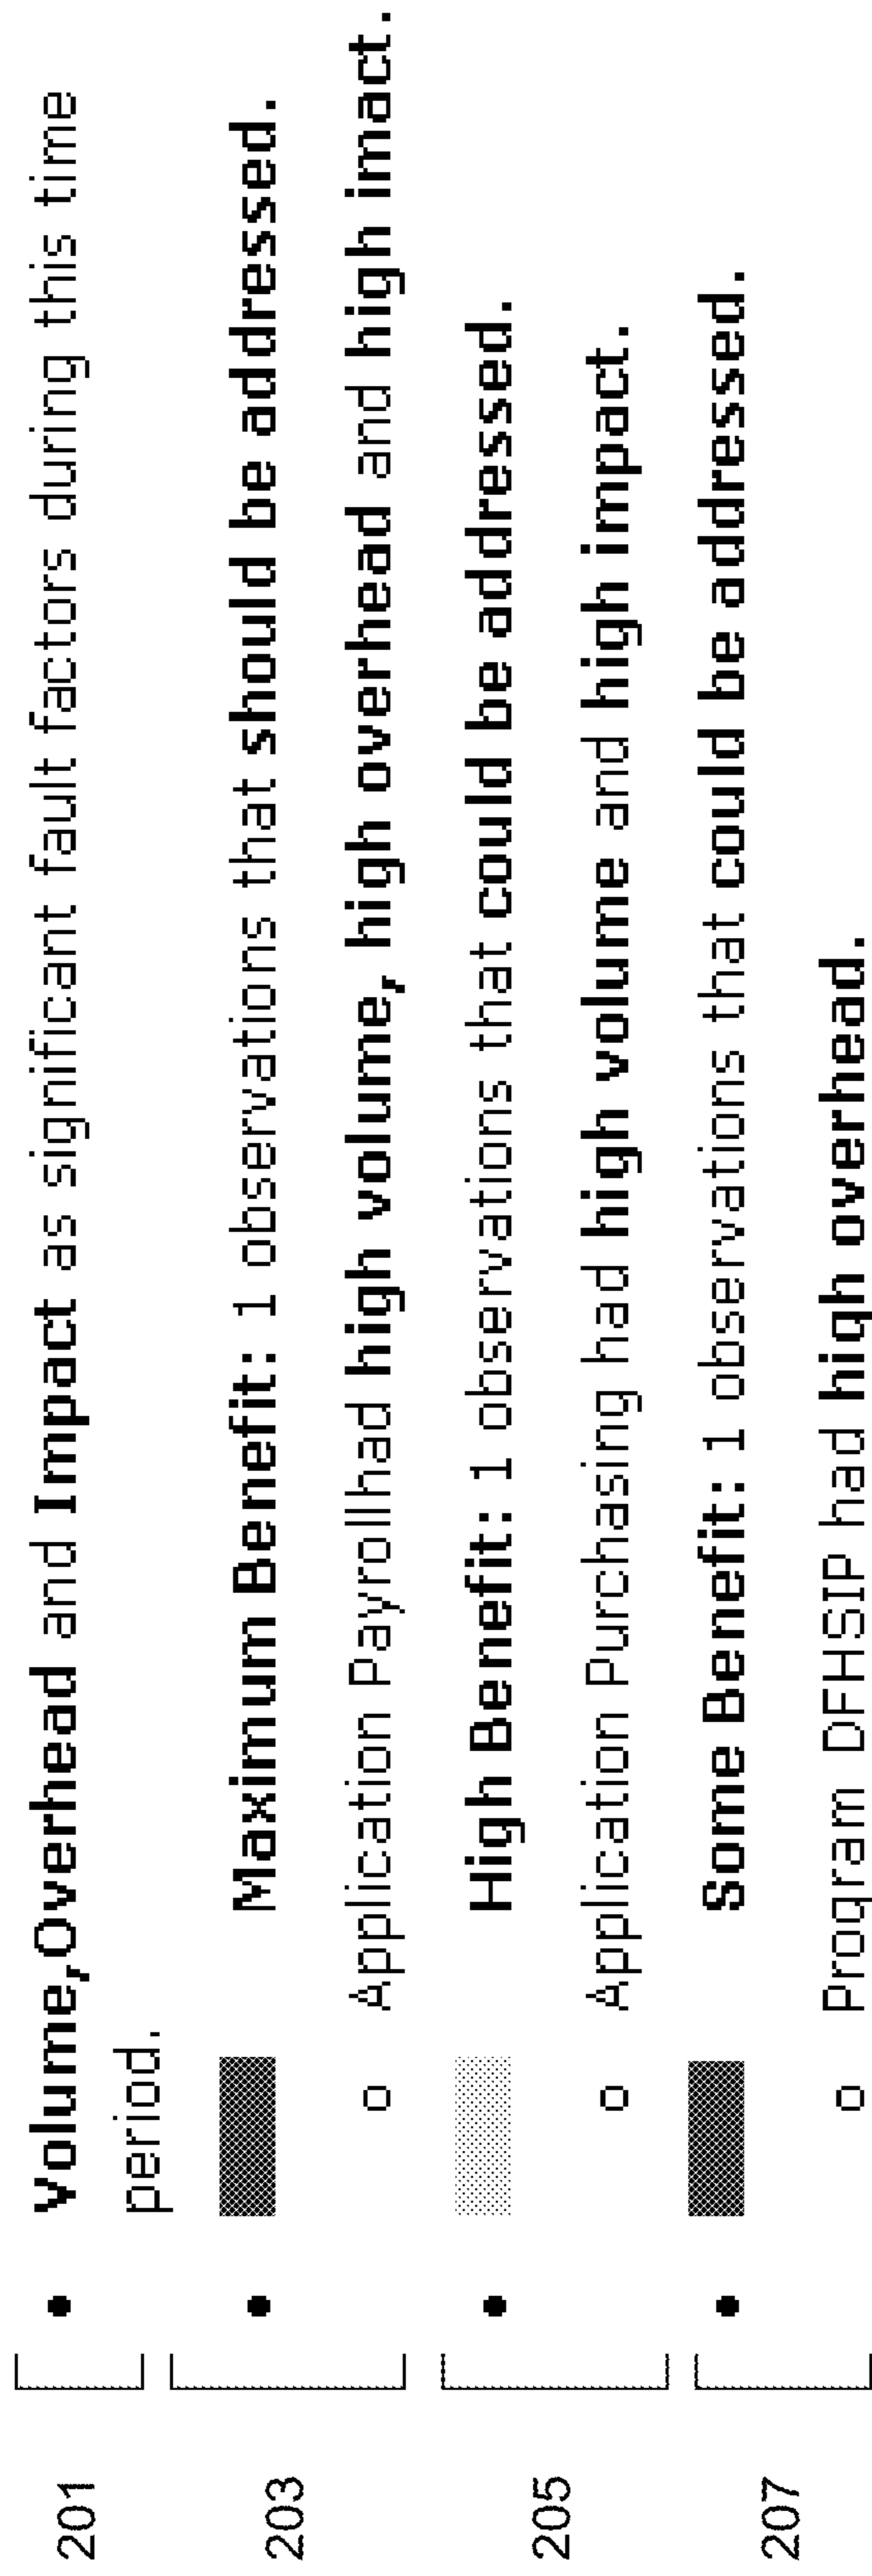 201 • Volume,Overhead and Impact as significant fault factors during this time
period.
203 • Maximum Benefit: 1 observations that should be addressed.
o Application Payrollhad high volume, high overhead and high imact.
205 • High Benefit: 1 observations that could be addressed.
o Application Purchasing had high volume and high impact.
207 • Some Benefit: 1 observations that could be addressed.
o Program DFHSIP had high overhead.